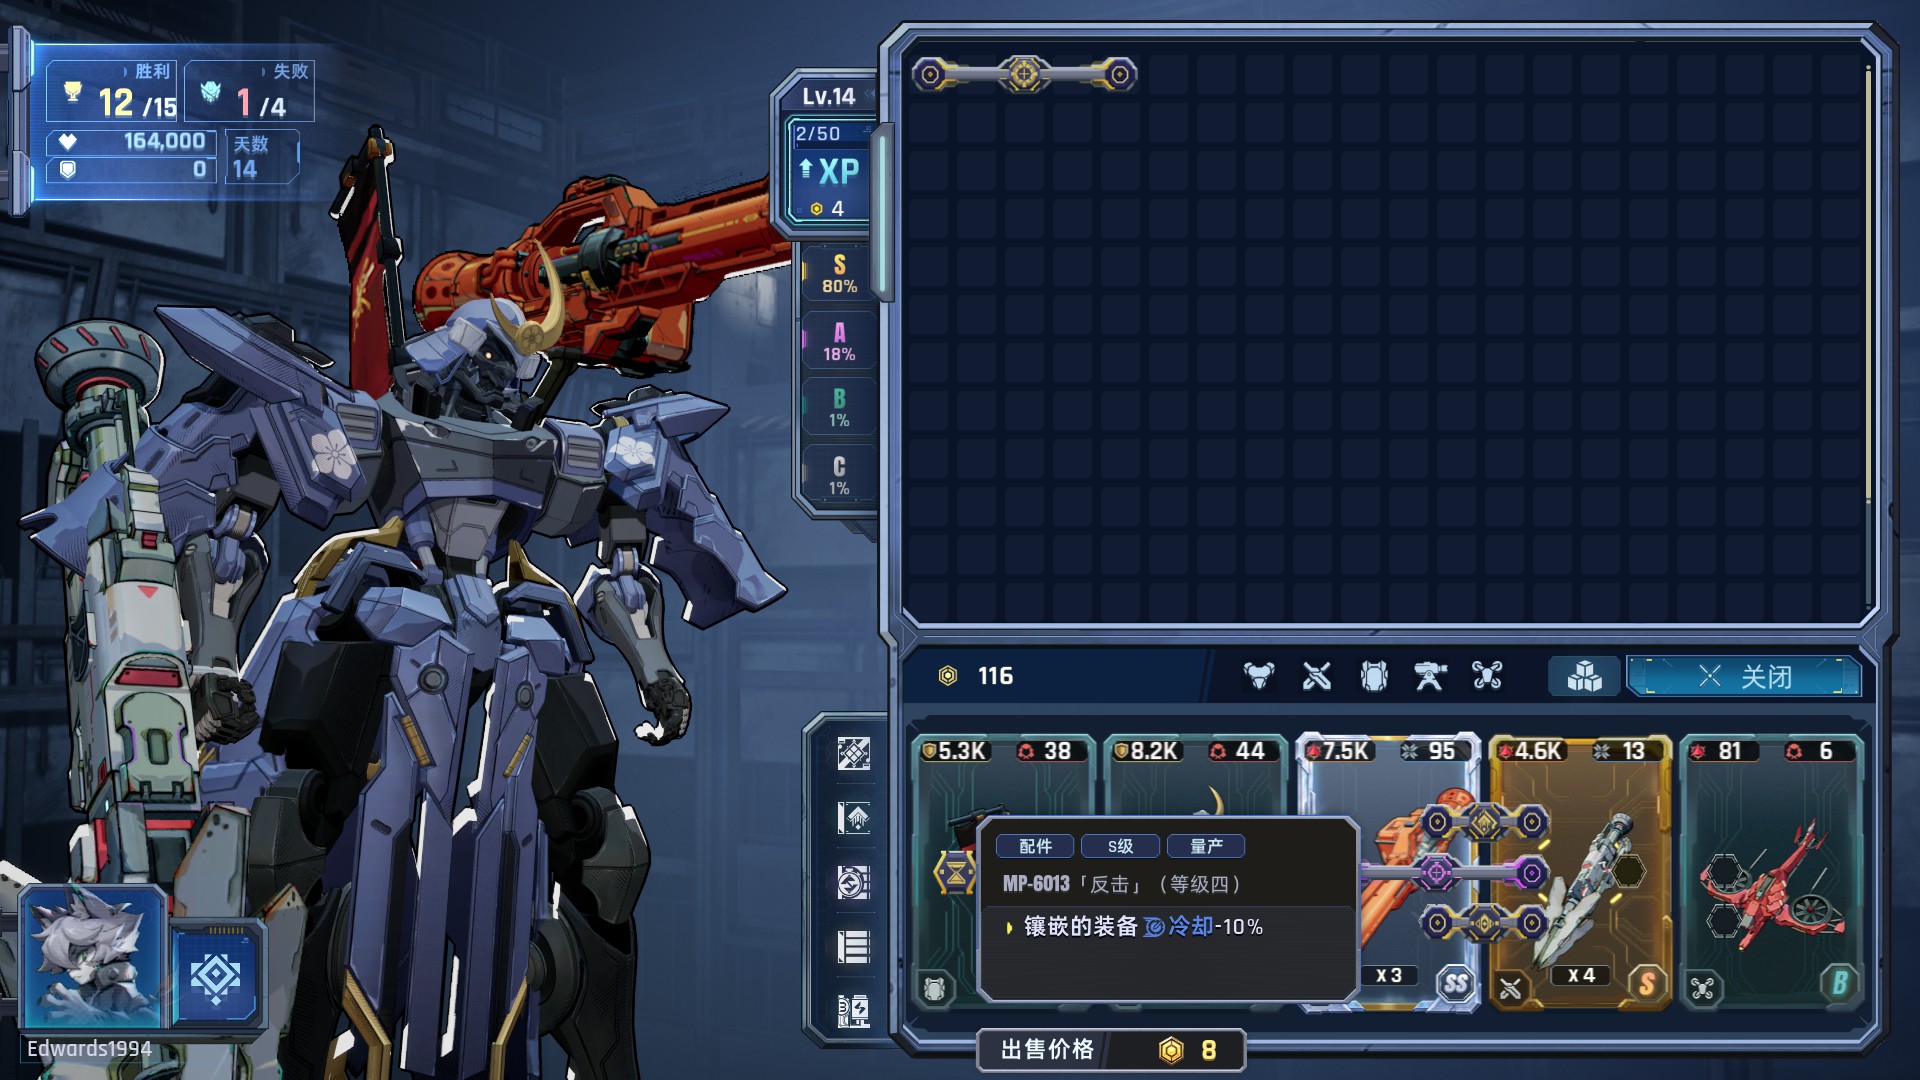 胜利
12 /15
失败
1 /4
164,000
0
天数
14
Lv.14
2/50
XP
4
S
80%
A
18%
B
1%
C
1%
116
关闭
5.3K 38
8.2K 44
7.5K 95
4.6K 13
81 6
配件 S级 量产
MP-6013「反击」（等级四）
镶嵌的装备冷却-10%
x3
SS
x4
S
B
出售价格 8
Edwards1994